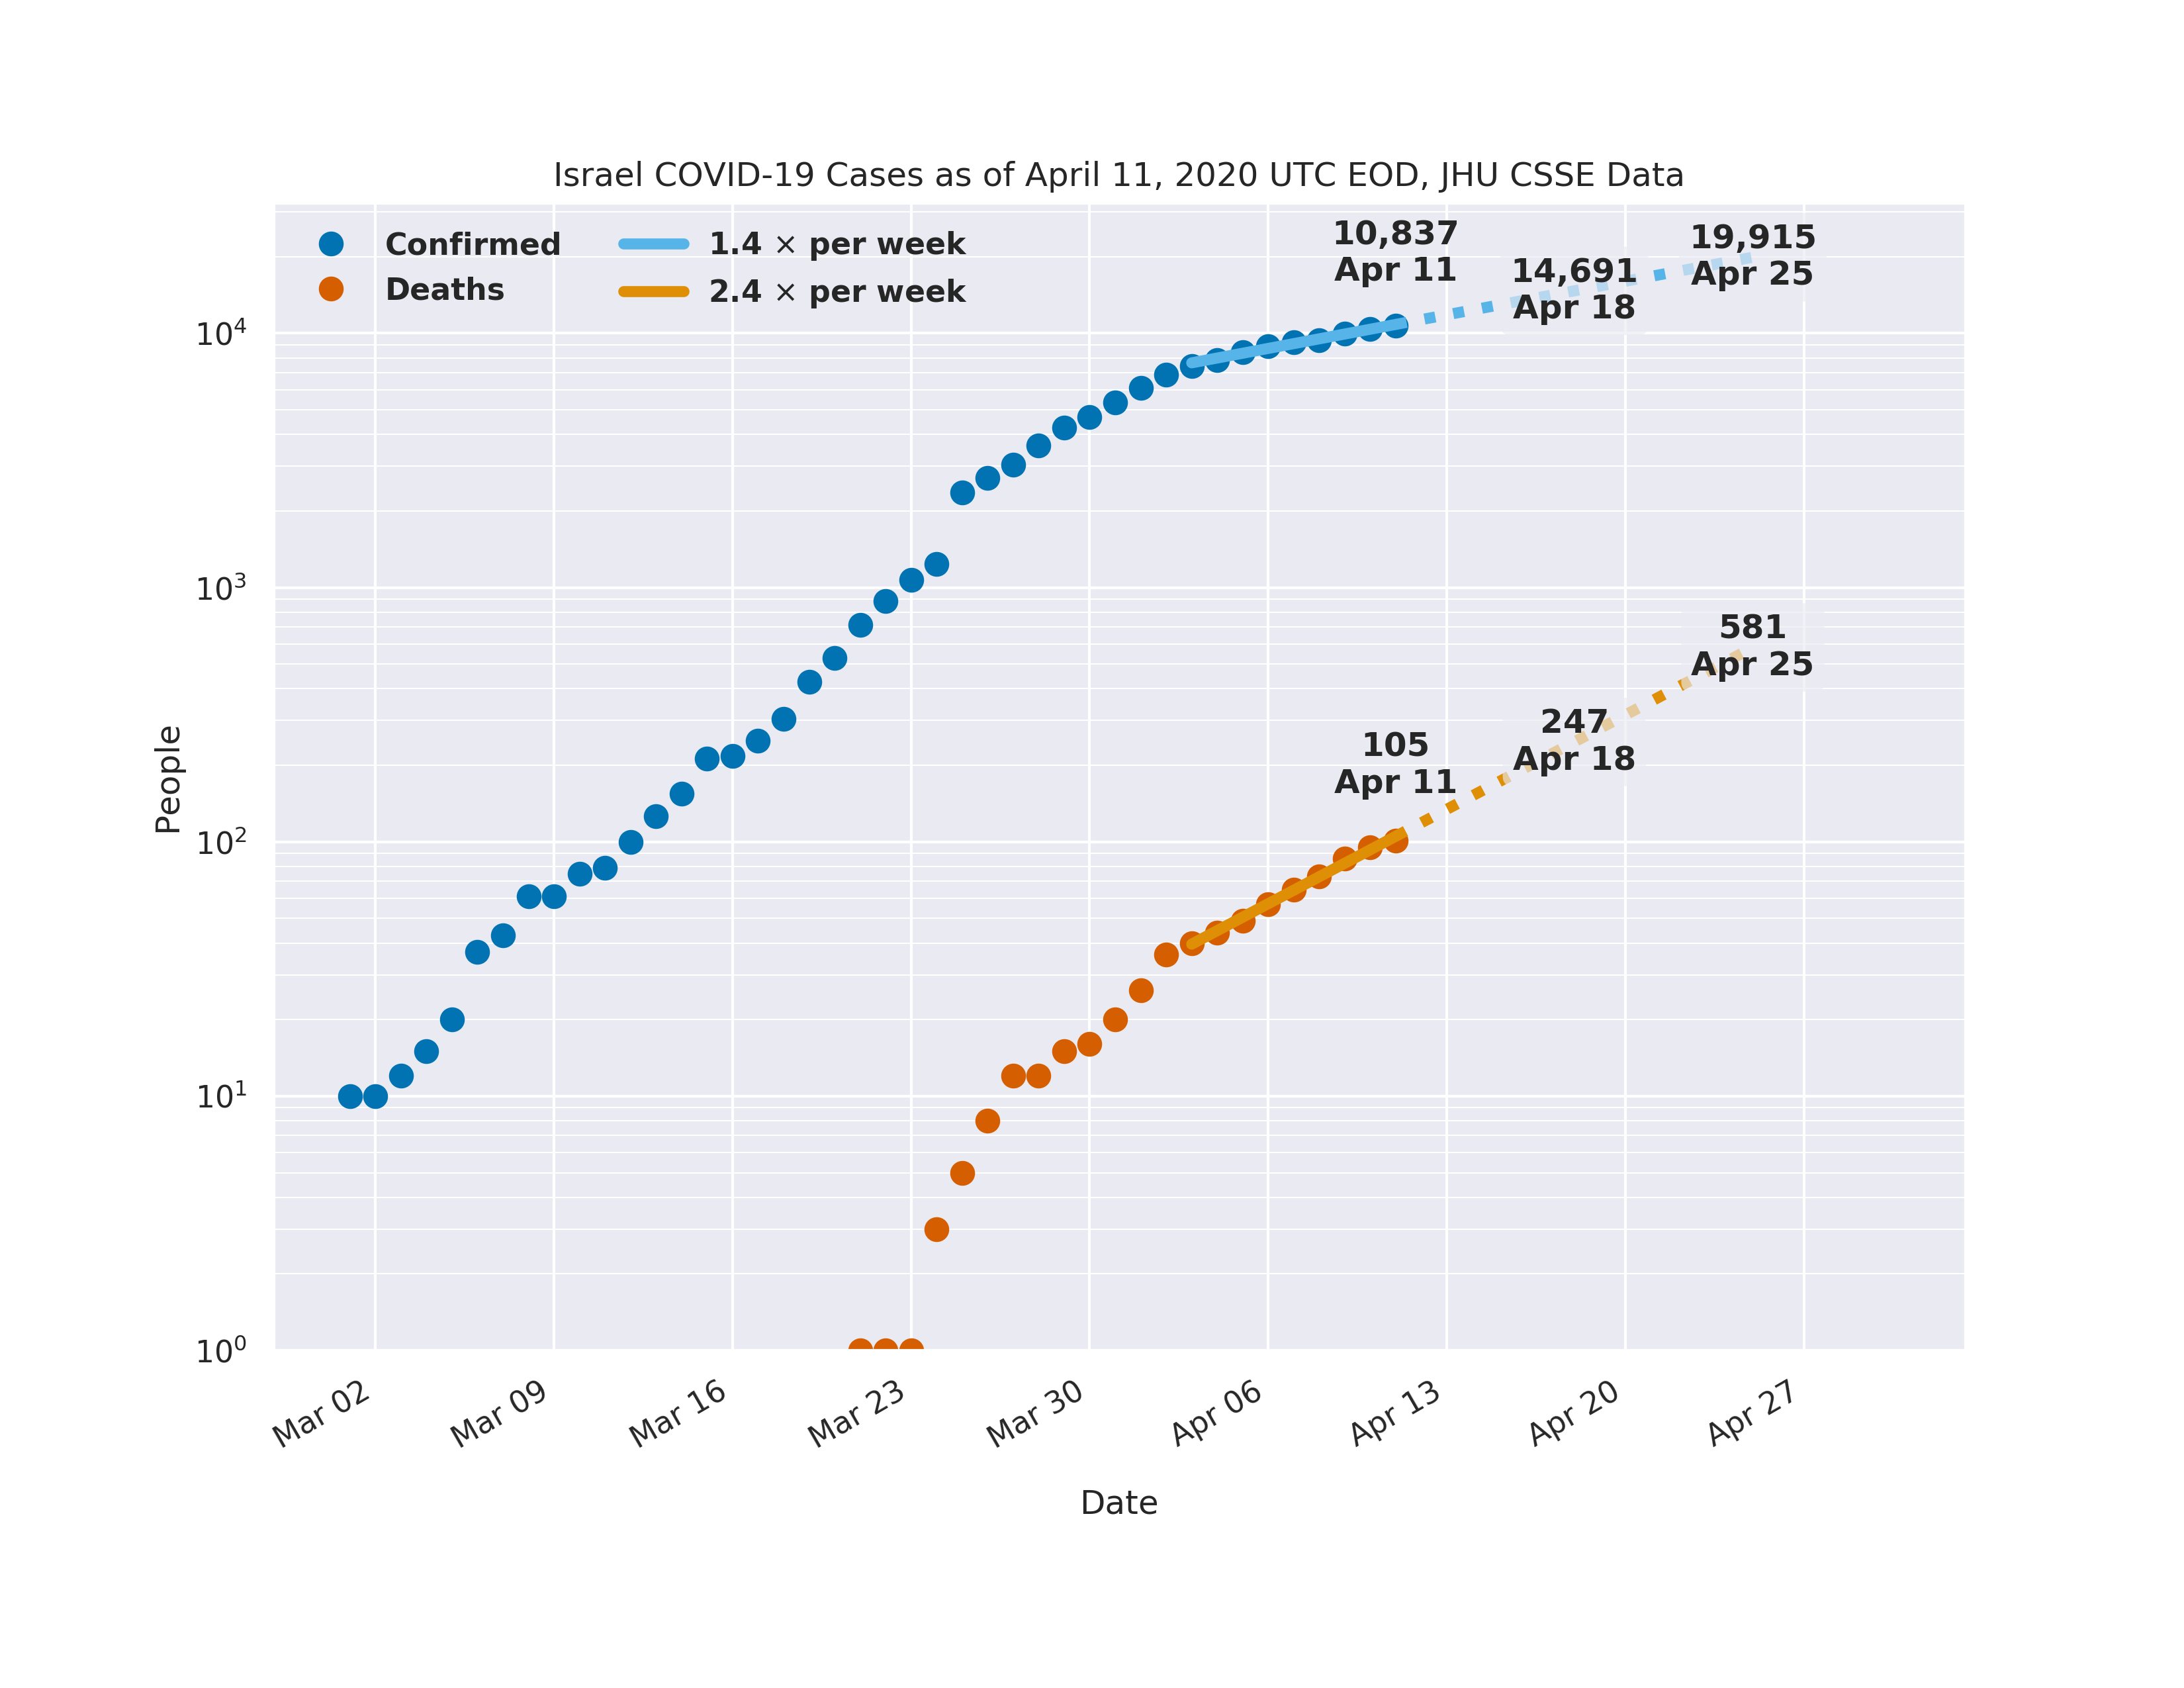 Israel COVID-19 Cases as of April 11, 2020 UTC EOD, JHU CSSE Data
Confirmed
Deaths
1.4 × per week
2.4 × per week
10,837
Apr 11
14,691
Apr 18
19,915
Apr 25
105
Apr 11
247
Apr 18
581
Apr 25
People
10⁴
10³
10²
10¹
10⁰
Mar 02
Mar 09
Mar 16
Mar 23
Mar 30
Apr 06
Apr 13
Apr 20
Apr 27
Date